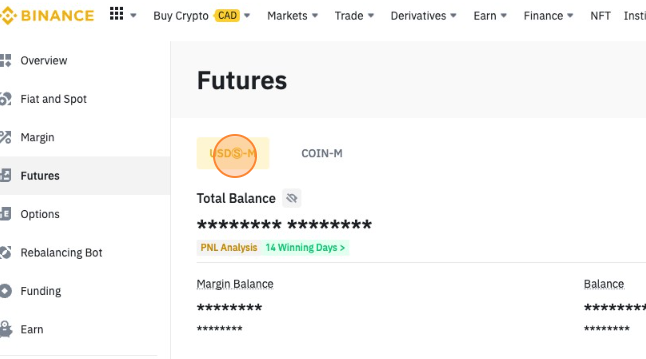 BINANCE
Buy Crypto CAD Markets Trade Derivatives Earn Finance NFT
Overview
Fiat and Spot
Margin
Futures
Options
Rebalancing Bot
Funding
Earn
Futures
USDⓈ-M COIN-M
Total Balance
******** ********
PNL Analysis 14 Winning Days >
Margin Balance
********
********
Balance
********
********